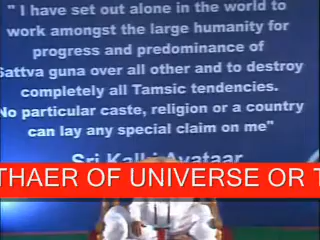 " I have set out alone in the world to
work amongst the large humanity for
progress and predominance of
Sattva guna over all other and to destroy
completely all Tamsic tendencies.
No particular caste, religion or a country
can lay any special claim on me"
Sri Kalki Avataar
THAER OF UNIVERSE OR T